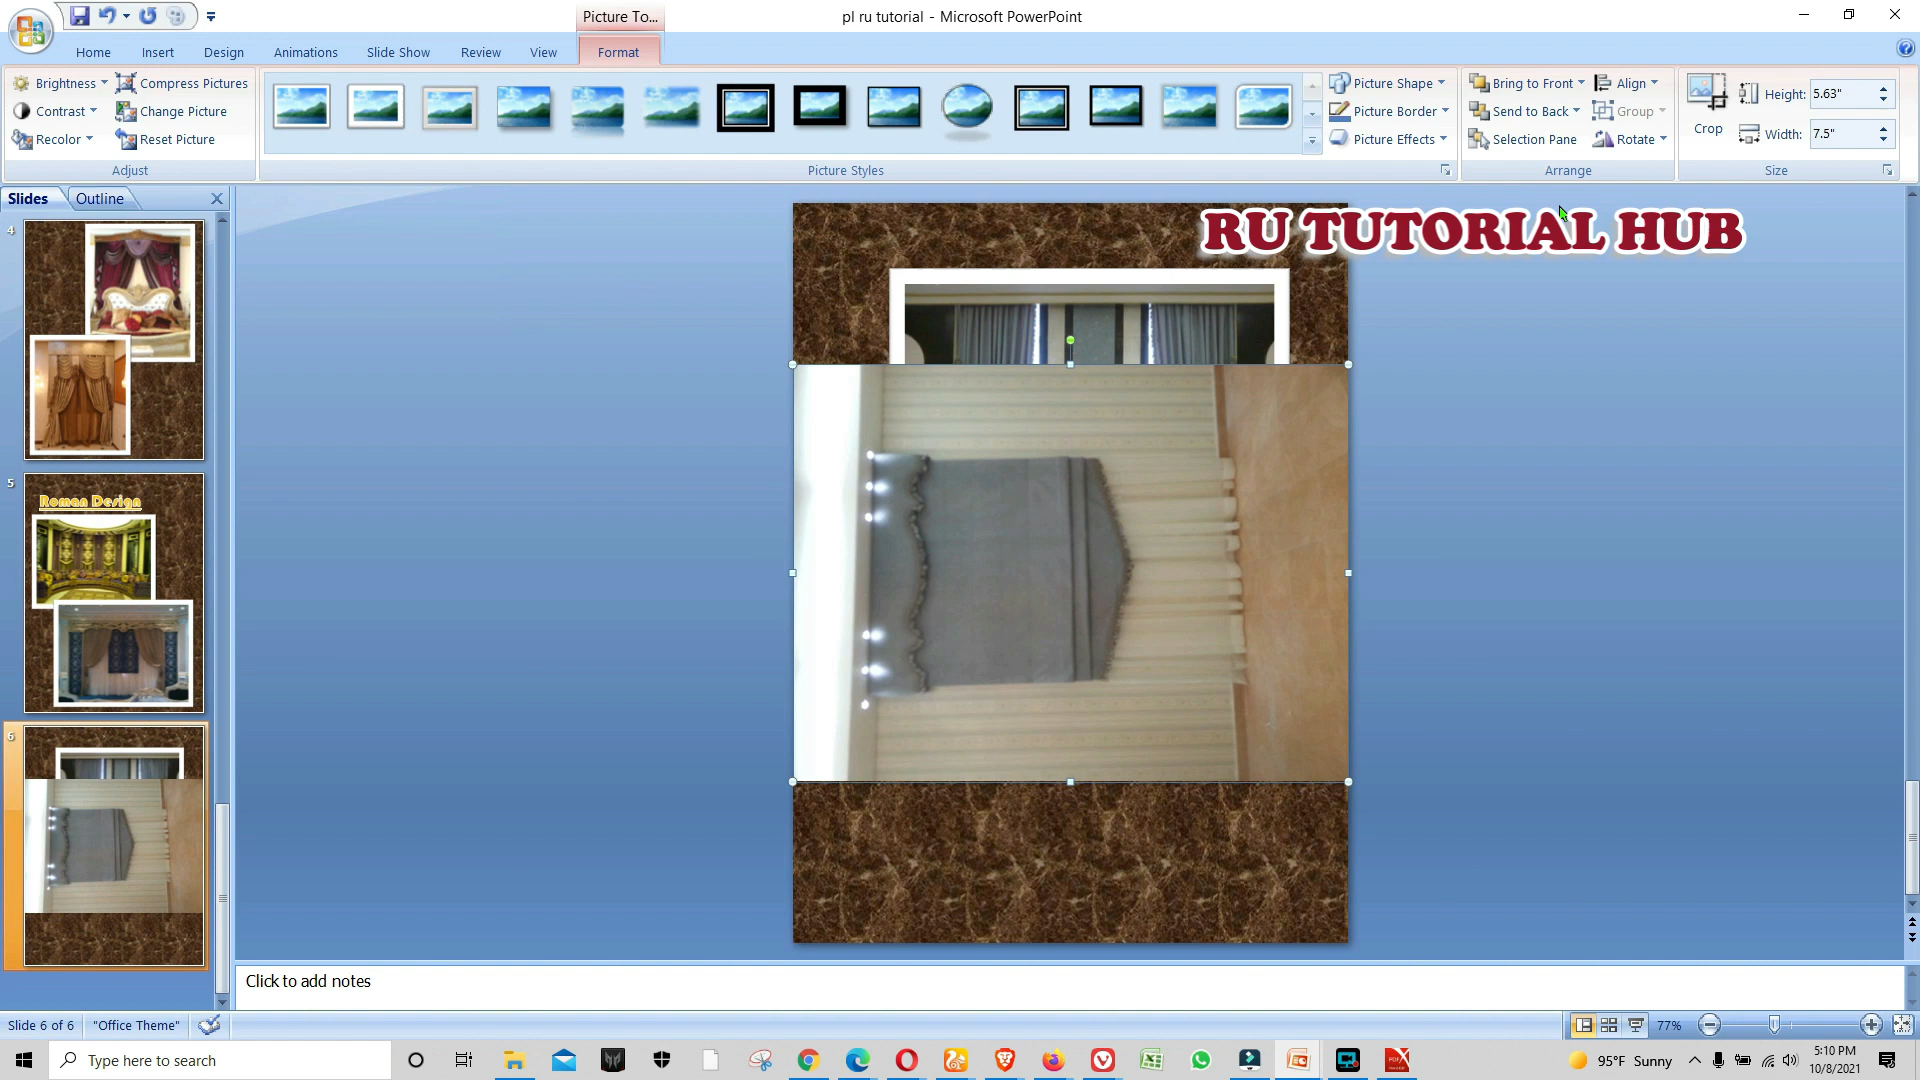 Picture To...
pl ru tutorial - Microsoft PowerPoint
Home Insert Design Animations Slide Show Review View Format
Brightness Compress Pictures Picture Shape Bring to Front Align Height: 5.63"
Contrast Change Picture Picture Border Send to Back Group Crop
Recolor Reset Picture Picture Effects Selection Pane Rotate Width: 7.5"
Adjust Picture Styles Arrange Size
Slides Outline
RU TUTORIAL HUB
4
5
Roman Design
6
Click to add notes
Slide 6 of 6 "Office Theme" 77%
Type here to search
95°F Sunny
5:10 PM
10/8/2021